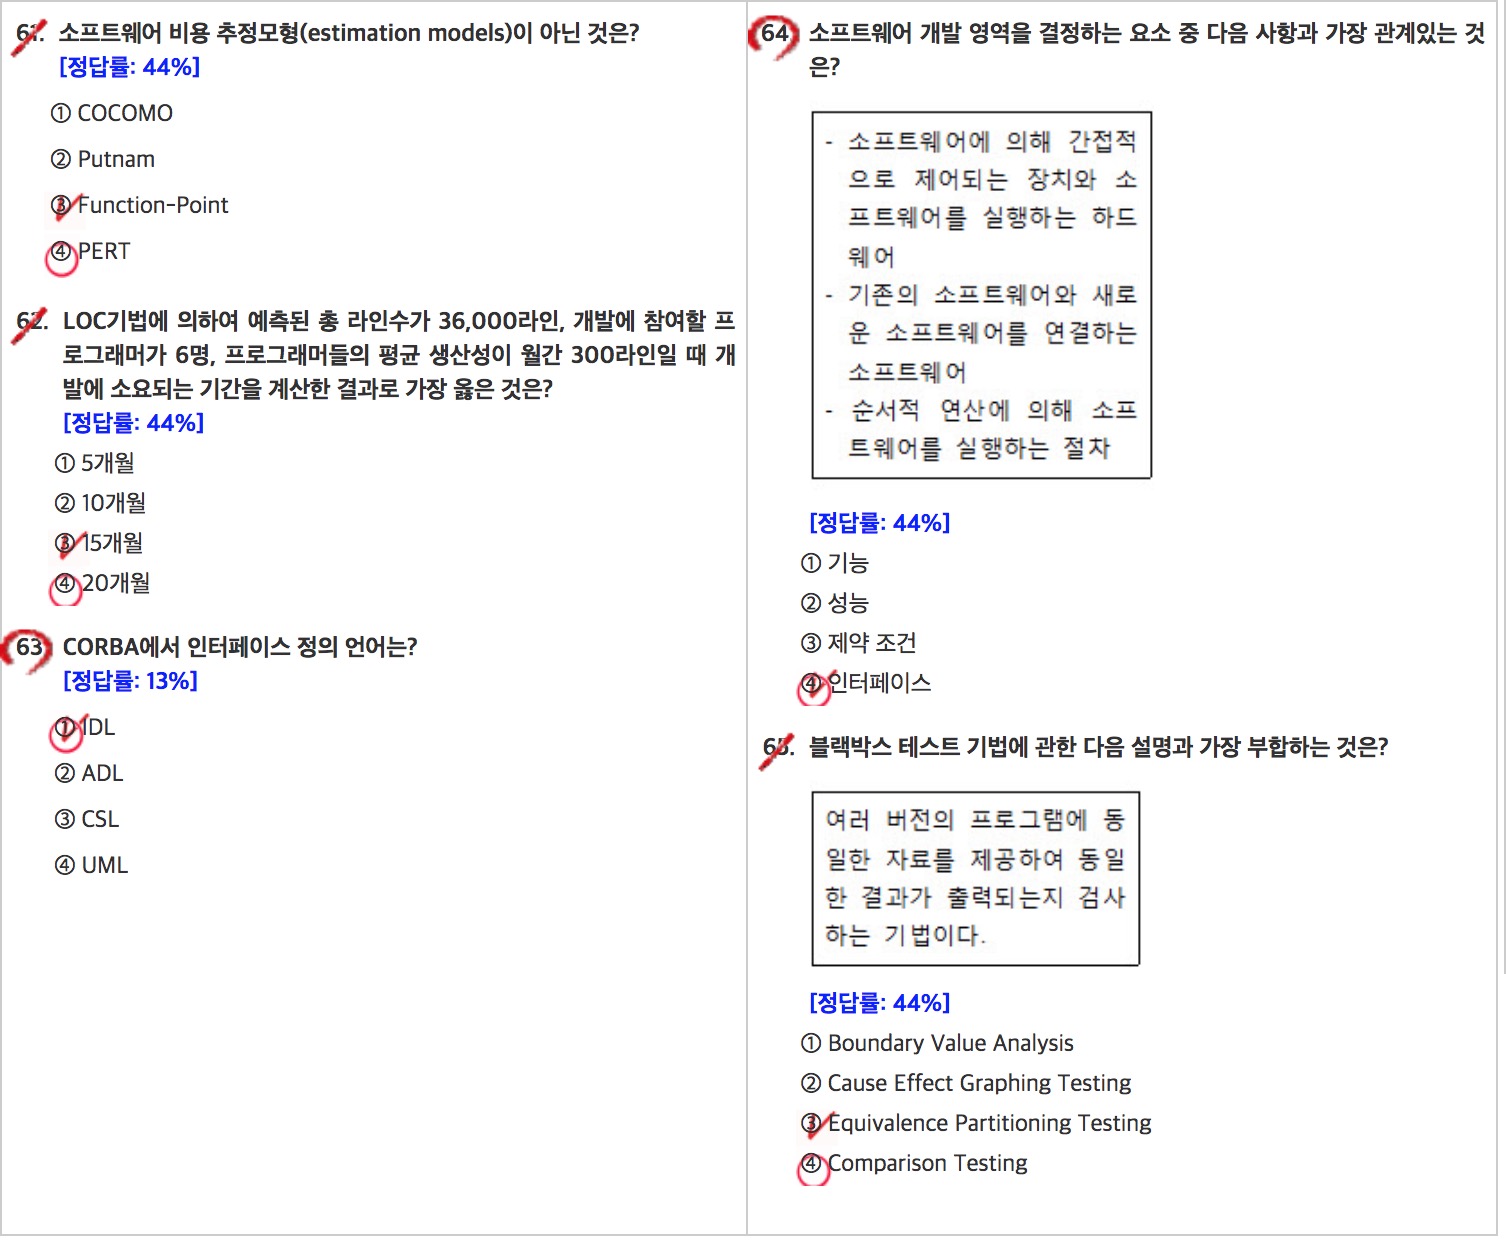 61. 소프트웨어 비용 추정모형(estimation models)이 아닌 것은?
[정답률: 44%]
① COCOMO
② Putnam
③ Function-Point
④ PERT
62. LOC기법에 의하여 예측된 총 라인수가 36,000라인, 개발에 참여할 프
로그래머가 6명, 프로그래머들의 평균 생산성이 월간 300라인일 때 개
발에 소요되는 기간을 계산한 결과로 가장 옳은 것은?
[정답률: 44%]
① 5개월
② 10개월
③ 15개월
④ 20개월
63. CORBA에서 인터페이스 정의 언어는?
[정답률: 13%]
① IDL
② ADL
③ CSL
④ UML
64. 소프트웨어 개발 영역을 결정하는 요소 중 다음 사항과 가장 관계있는 것
은?
- 소프트웨어에 의해 간접적
으로 제어되는 장치와 소
프트웨어를 실행하는 하드
웨어
- 기존의 소프트웨어와 새로
운 소프트웨어를 연결하는
소프트웨어
- 순서적 연산에 의해 소프
트웨어를 실행하는 절차
[정답률: 44%]
① 기능
② 성능
③ 제약 조건
④ 인터페이스
65. 블랙박스 테스트 기법에 관한 다음 설명과 가장 부합하는 것은?
여러 버전의 프로그램에 동
일한 자료를 제공하여 동일
한 결과가 출력되는지 검사
하는 기법이다.
[정답률: 44%]
① Boundary Value Analysis
② Cause Effect Graphing Testing
③ Equivalence Partitioning Testing
④ Comparison Testing